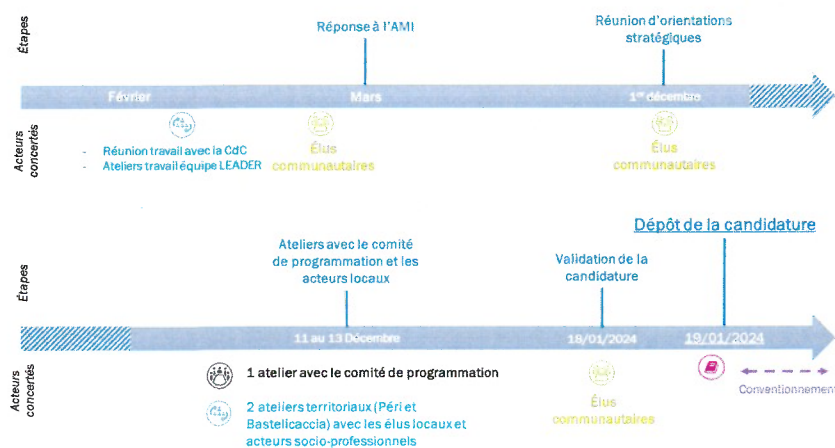 Étapes
Réponse à l'AMI
Réunion d'orientations
stratégiques
Février
Mars
1er décembre
Acteurs
concertés
- Réunion travail avec la CdC
- Ateliers travail équipe LEADER
Élus
communautaires
Élus
communautaires
Étapes
Ateliers avec le comité
de programmation et les
acteurs locaux
Validation de la
candidature
Dépôt de la candidature
11 au 13 Décembre
18/01/2024
19/01/2024
Acteurs
concertés
1 atelier avec le comité de programmation
2 ateliers territoriaux (Péri et
Bastelicaccia) avec les élus locaux et
acteurs socio-professionnels
Élus
communautaires
Conventionnement